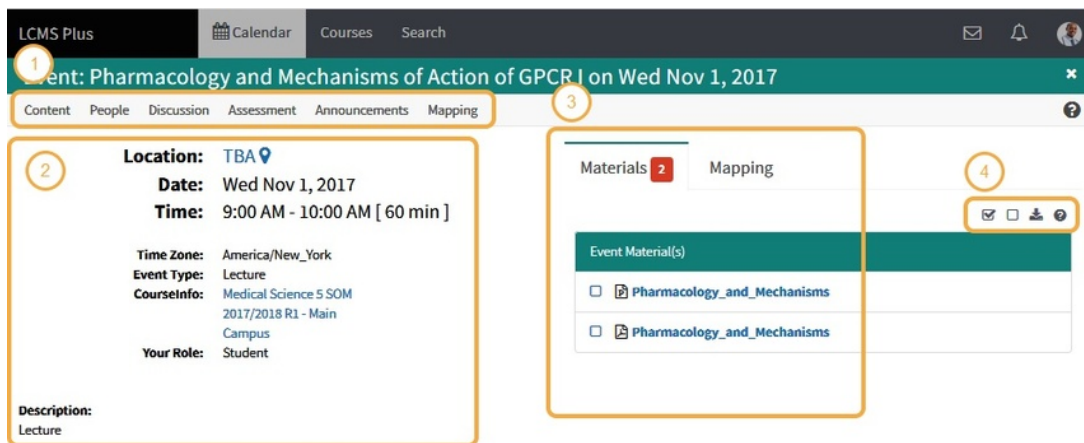 LCMS Plus Calendar Courses Search
1
Event: Pharmacology and Mechanisms of Action of GPCR I on Wed Nov 1, 2017
Content People Discussion Assessment Announcements Mapping
2
Location: TBA
Date: Wed Nov 1, 2017
Time: 9:00 AM - 10:00 AM [ 60 min ]
Time Zone: America/New_York
Event Type: Lecture
CourseInfo: Medical Science 5 SOM
2017/2018 R1 - Main
Campus
Your Role: Student
Description:
Lecture
3
Materials 2 Mapping
4
Event Material(s)
Pharmacology_and_Mechanisms
Pharmacology_and_Mechanisms